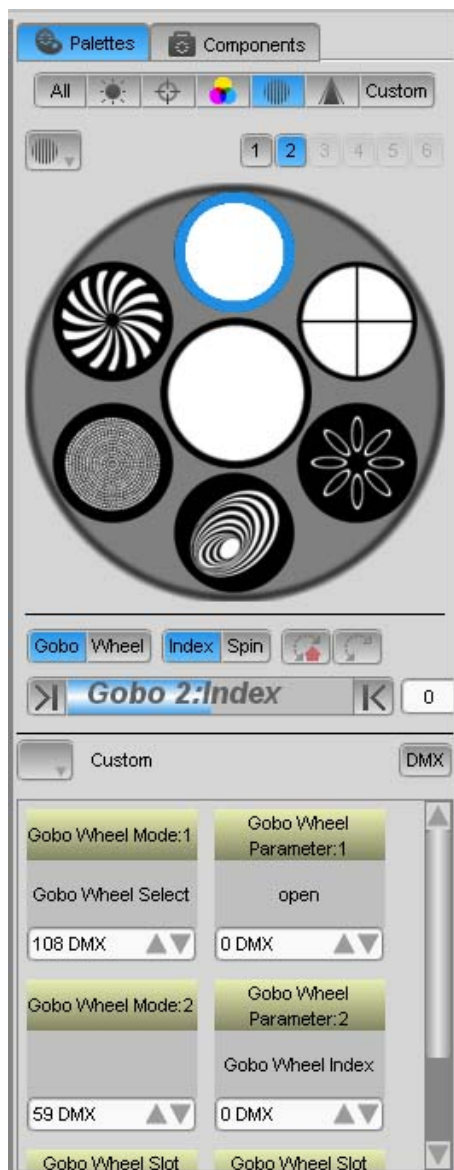 Palettes Components
All Custom
1 2 3 4 5 6
Gobo Wheel Index Spin
Gobo 2:Index 0
Custom DMX
Gobo Wheel Mode:1
Gobo Wheel
Parameter:1
Gobo Wheel Select
open
108 DMX
0 DMX
Gobo Wheel Mode:2
Gobo Wheel
Parameter:2
Gobo Wheel Index
59 DMX
0 DMX
Gobo Wheel Slot
Gobo Wheel Slot